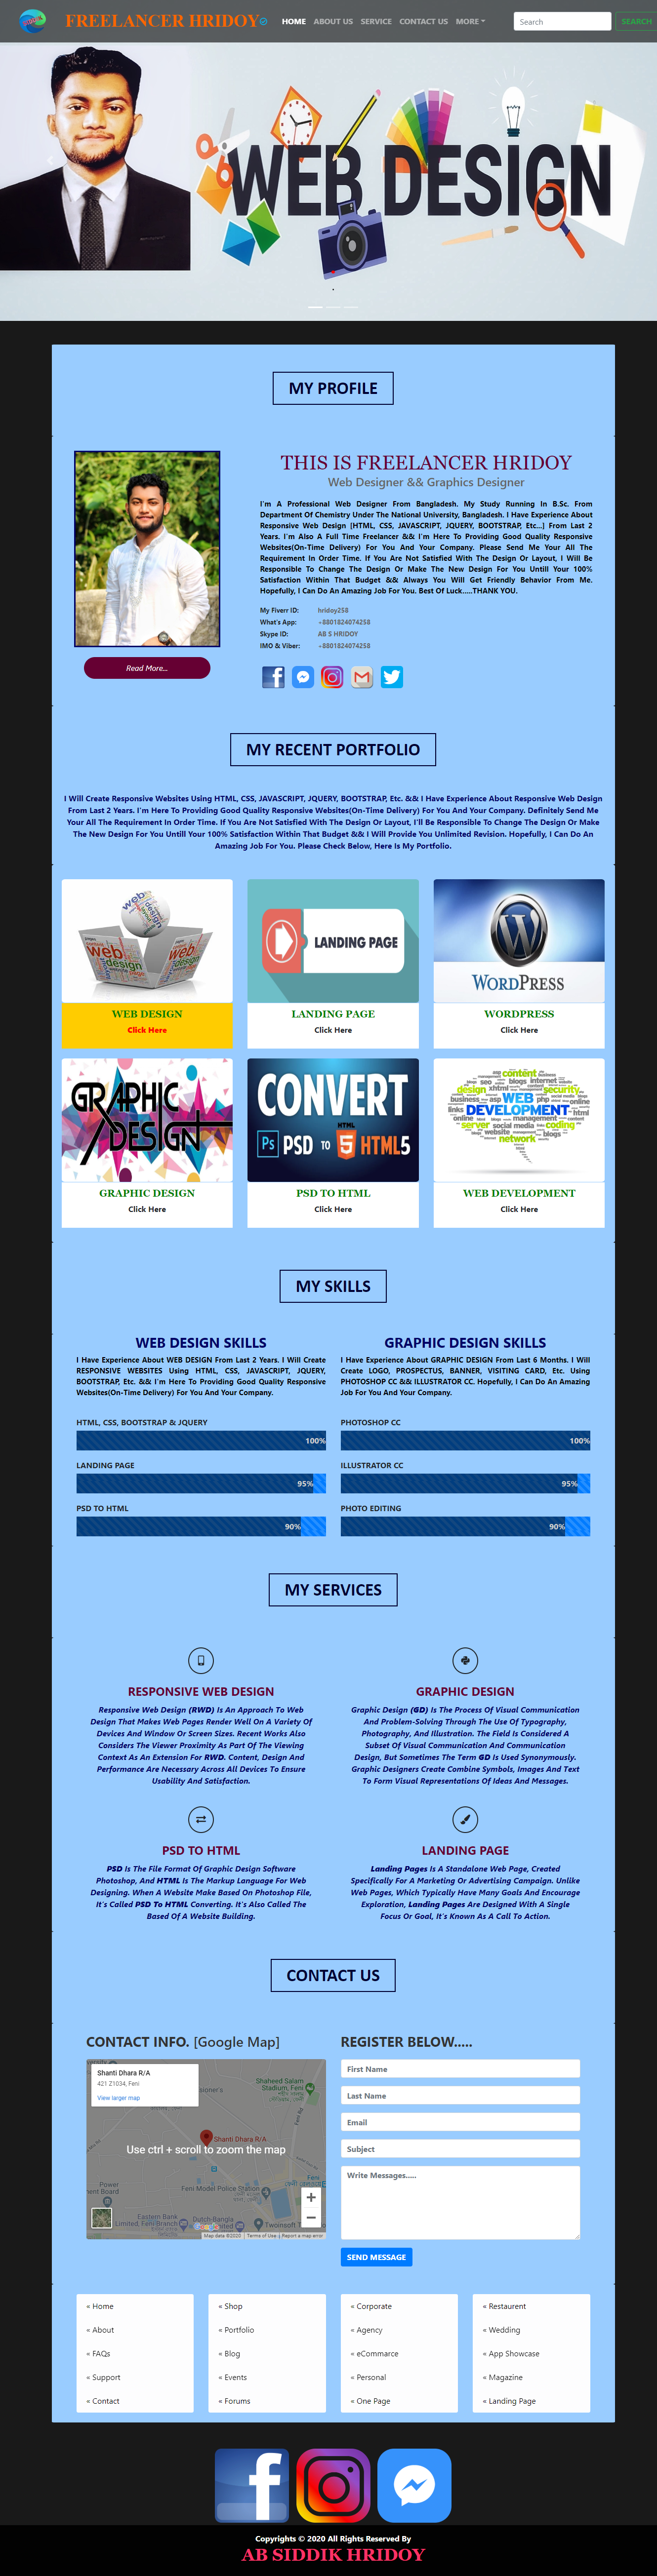 FREELANCER HRIDOY
HOME ABOUT US SERVICE CONTACT US MORE
Search SEARCH
WEB DESIGN
MY PROFILE
THIS IS FREELANCER HRIDOY
Web Designer && Graphics Designer
I'm A Professional Web Designer From Bangladesh. My Study Running In B.Sc. From
Department Of Chemistry Under The National University, Bangladesh. I Have Experience About
Responsive Web Design [HTML, CSS, JAVASCRIPT, JQUERY, BOOTSTRAP, Etc...] From Last 2
Years. I'm Also A Full Time Freelancer && I'm Here To Providing Good Quality Responsive
Websites(On-Time Delivery) For You And Your Company. Please Send Me Your All The
Requirement In Order Time. If You Are Not Satisfied With The Design Or Layout, I Will Be
Responsible To Change The Design Or Make The New Design For You Untill Your 100%
Satisfaction Within That Budget && Always You Will Get Friendly Behavior From Me.
Hopefully, I Can Do An Amazing Job For You. Best Of Luck.....THANK YOU.
My Fiverr ID: hridoy258
What's App: +8801824074258
Skype ID: AB S HRIDOY
IMO & Viber: +8801824074258
Read More...
MY RECENT PORTFOLIO
I Will Create Responsive Websites Using HTML, CSS, JAVASCRIPT, JQUERY, BOOTSTRAP, Etc. && I Have Experience About Responsive Web Design
From Last 2 Years. I'm Here To Providing Good Quality Responsive Websites(On-Time Delivery) For You And Your Company. Definitely Send Me
Your All The Requirement In Order Time. If You Are Not Satisfied With The Design Or Layout, I'll Be Responsible To Change The Design Or Make
The New Design For You Untill Your 100% Satisfaction Within That Budget && I Will Provide You Unlimited Revision. Hopefully, I Can Do An
Amazing Job For You. Please Check Below, Here Is My Portfolio.
web design
LANDING PAGE
WORDPRESS
WEB DESIGN
Click Here
LANDING PAGE
Click Here
WORDPRESS
Click Here
GRAPHIC DESIGN
CONVERT
Ps PSD TO HTML 5 HTML5
content
design blogs internet security
WEB
DEVELOPMENT
server social media coding
network
GRAPHIC DESIGN
Click Here
PSD TO HTML
Click Here
WEB DEVELOPMENT
Click Here
MY SKILLS
WEB DESIGN SKILLS
I Have Experience About WEB DESIGN From Last 2 Years. I Will Create
RESPONSIVE WEBSITES Using HTML, CSS, JAVASCRIPT, JQUERY,
BOOTSTRAP, Etc. && I'm Here To Providing Good Quality Responsive
Websites(On-Time Delivery) For You And Your Company.
HTML, CSS, BOOTSTRAP & JQUERY
100%
LANDING PAGE
95%
PSD TO HTML
90%
GRAPHIC DESIGN SKILLS
I Have Experience About GRAPHIC DESIGN From Last 6 Months. I Will
Create LOGO, PROSPECTUS, BANNER, VISITING CARD, Etc. Using
PHOTOSHOP CC && ILLUSTRATOR CC. Hopefully, I Can Do An Amazing
Job For You And Your Company.
PHOTOSHOP CC
100%
ILLUSTRATOR CC
95%
PHOTO EDITING
90%
MY SERVICES
RESPONSIVE WEB DESIGN
Responsive Web Design (RWD) Is An Approach To Web
Design That Makes Web Pages Render Well On A Variety Of
Devices And Window Or Screen Sizes. Recent Works Also
Considers The Viewer Proximity As Part Of The Viewing
Context As An Extension For RWD. Content, Design And
Performance Are Necessary Across All Devices To Ensure
Usability And Satisfaction.
GRAPHIC DESIGN
Graphic Design (GD) Is The Process Of Visual Communication
And Problem-Solving Through The Use Of Typography,
Photography, And Illustration. The Field Is Considered A
Subset Of Visual Communication And Communication
Design, But Sometimes The Term GD Is Used Synonymously.
Graphic Designers Create Combine Symbols, Images And Text
To Form Visual Representations Of Ideas And Messages.
PSD TO HTML
PSD Is The File Format Of Graphic Design Software
Photoshop, And HTML Is The Markup Language For Web
Designing. When A Website Make Based On Photoshop File,
It's Called PSD To HTML Converting. It's Also Called The
Based Of A Website Building.
LANDING PAGE
Landing Pages Is A Standalone Web Page, Created
Specifically For A Marketing Or Advertising Campaign. Unlike
Web Pages, Which Typically Have Many Goals And Encourage
Exploration, Landing Pages Are Designed With A Single
Focus Or Goal, It's Known As A Call To Action.
CONTACT US
CONTACT INFO. [Google Map]
Shanti Dhara R/A
421 Z1034, Feni
View larger map
Shaheed Salam
Stadium, Feni
Shanti Dhara R/A
Use ctrl + scroll to zoom the map
Feni Model Police Station
Power
Eastern Bank
Limited. Feni Branch
Dutch-Bangla
Map data ©2020 Terms of Use Report a map error
REGISTER BELOW.....
First Name
Last Name
Email
Subject
Write Messages.....
SEND MESSAGE
« Home
« About
« FAQs
« Support
« Contact
« Shop
« Portfolio
« Blog
« Events
« Forums
« Corporate
« Agency
« eCommarce
« Personal
« One Page
« Restaurent
« Wedding
« App Showcase
« Magazine
« Landing Page
Copyrights © 2020 All Rights Reserved By
AB SIDDIK HRIDOY